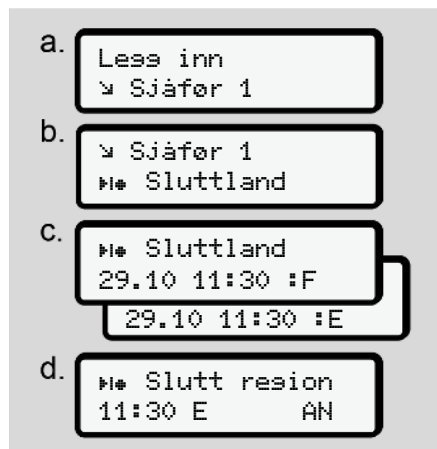 a.
Legg inn
Sjåfør 1
b.
Sjåfør 1
Sluttland
c.
Sluttland
29.10 11:30 :F
29.10 11:30 :E
d.
Slutt region
11:30 E AN